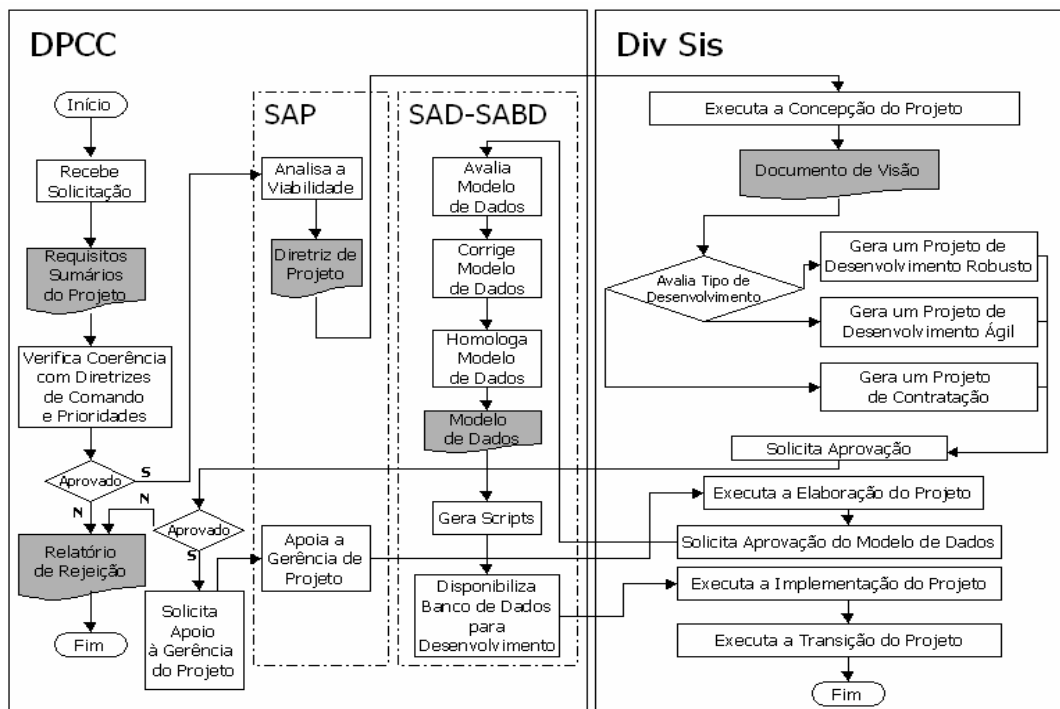 DPCC
Início
Recebe
Solicitação
Requisitos
Sumários
do Projeto
Verifica Coerência
com Diretrizes
de Comando
e Prioridades
Aprovado
S
N
Relatório
de Rejeição
Fim
N
Aprovado
S
Solicita
Apoio
à Gerência
do Projeto
SAP
Analisa a
Viabilidade
Diretriz de
Projeto
Apoia a
Gerência de
Projeto
SAD-SABD
Avalia
Modelo
de Dados
Corrige
Modelo
de Dados
Homologa
Modelo
de Dados
Modelo
de Dados
Gera Scripts
Disponibiliza
Banco de Dados
para
Desenvolvimento
Div Sis
Executa a Concepção do Projeto
Documento de Visão
Avalia Tipo de
Desenvolvimento
Gera um Projeto de
Desenvolvimento Robusto
Gera um Projeto de
Desenvolvimento Ágil
Gera um Projeto
de Contratação
Solicita Aprovação
Executa a Elaboração do Projeto
Solicita Aprovação do Modelo de Dados
Executa a Implementação do Projeto
Executa a Transição do Projeto
Fim